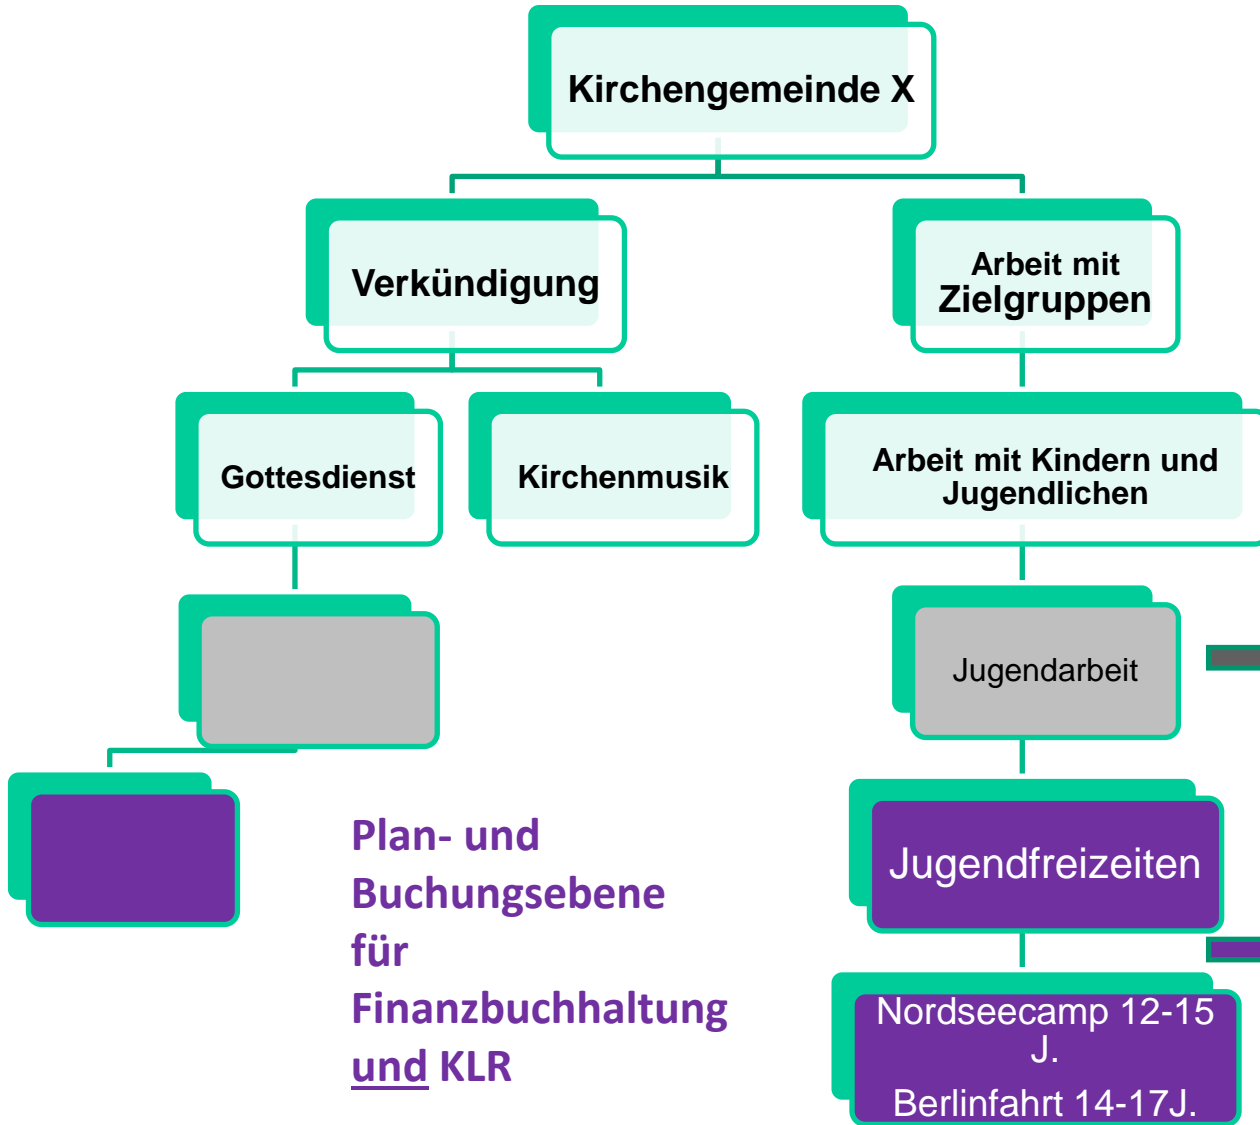 Kirchengemeinde X
Verkündigung
Arbeit mit
Zielgruppen
Gottesdienst
Kirchenmusik
Arbeit mit Kindern und
Jugendlichen
Jugendarbeit
Jugendfreizeiten
Plan- und
Buchungsebene
für
Finanzbuchhaltung
und KLR
Nordseecamp 12-15
J.
Berlinfahrt 14-17J.